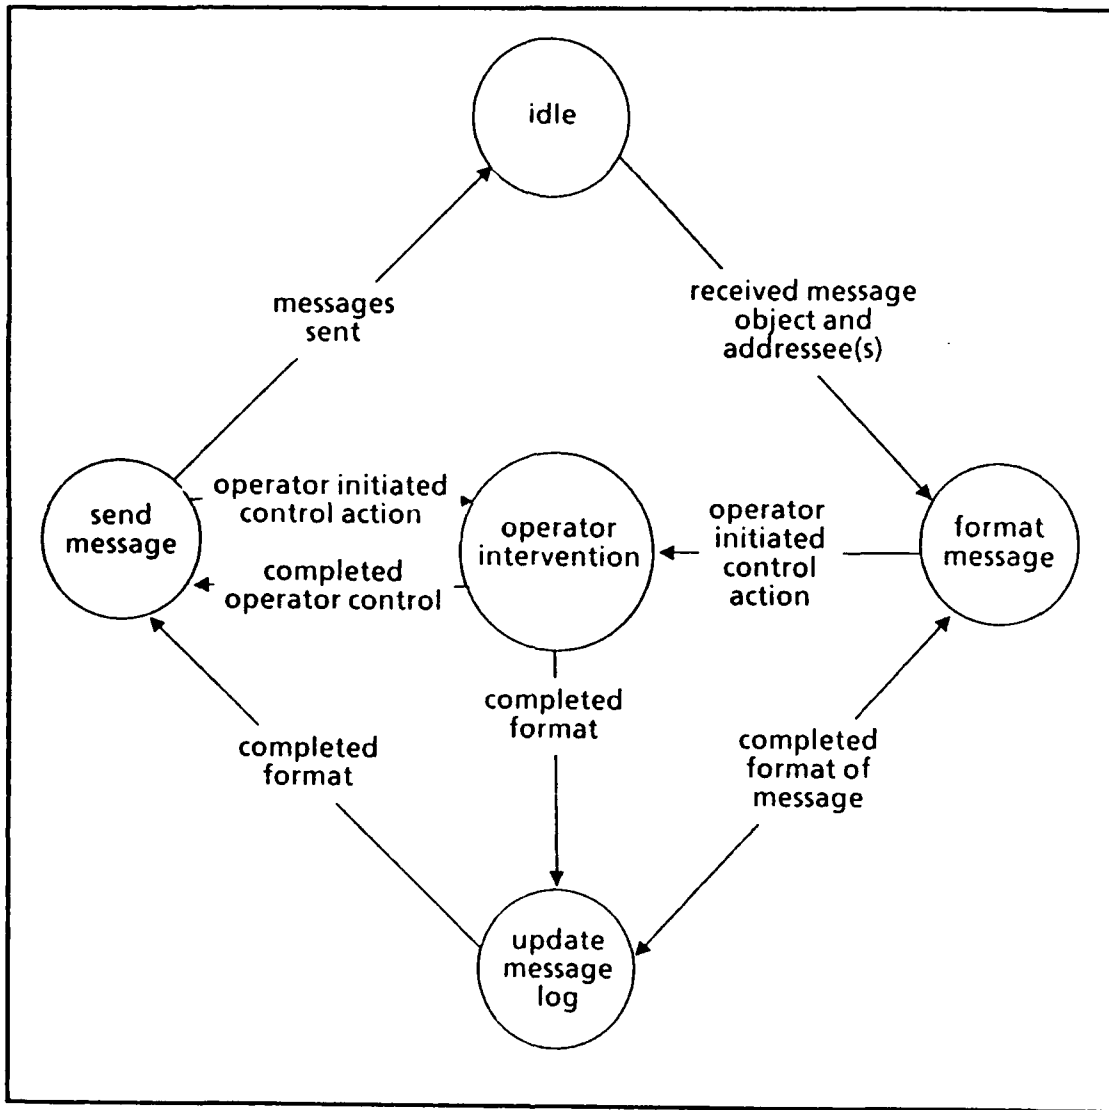 idle
messages
sent
received message
object and
addressee(s)
send
message
operator initiated
control action
completed
operator control
operator
intervention
operator
initiated
control
action
format
message
completed
format
completed
format
completed
format of
message
update
message
log